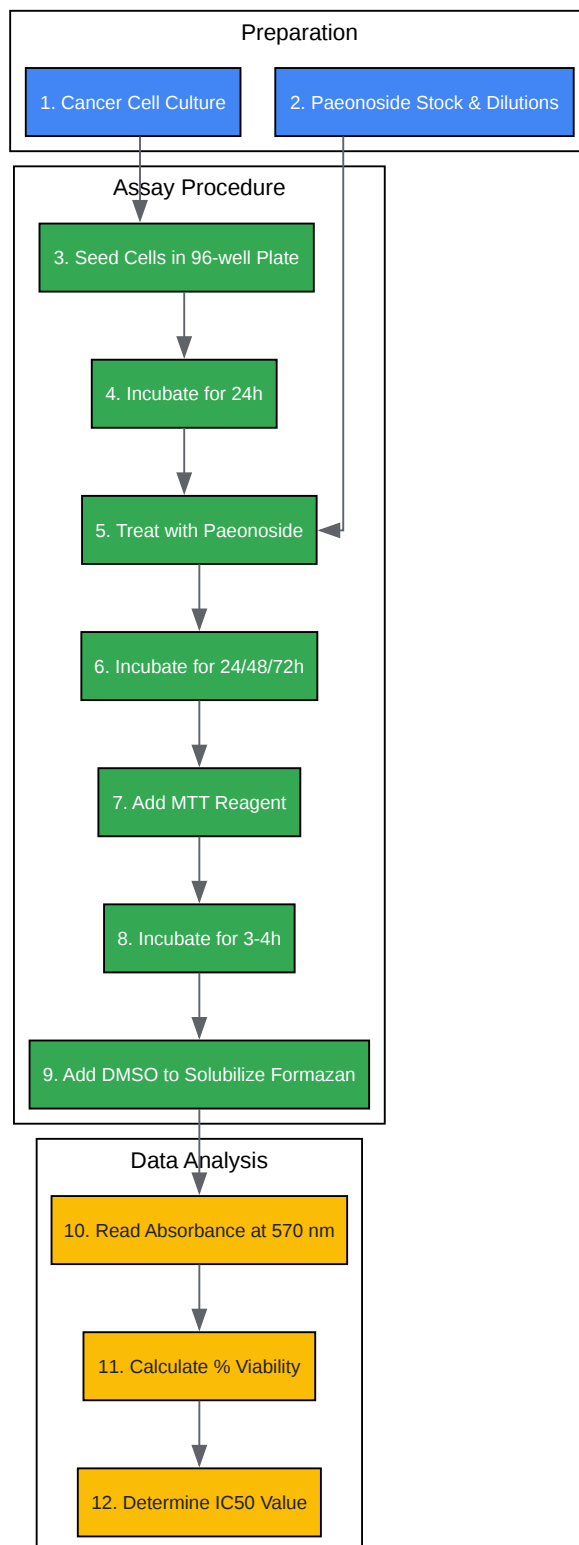 Preparation
1. Cancer Cell Culture
2. Paeonoside Stock & Dilutions
Assay Procedure
3. Seed Cells in 96-well Plate
4. Incubate for 24h
5. Treat with Paeonoside
6. Incubate for 24/48/72h
7. Add MTT Reagent
8. Incubate for 3-4h
9. Add DMSO to Solubilize Formazan
Data Analysis
10. Read Absorbance at 570 nm
11. Calculate % Viability
12. Determine IC50 Value